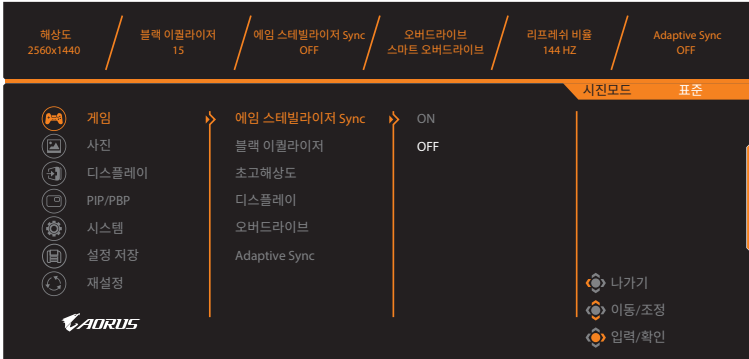 해상도
2560x1440
블랙 이퀄라이저
15
에임 스테빌라이저 Sync
OFF
오버드라이브
스마트 오버드라이브
리프레쉬 비율
144 HZ
Adaptive Sync
OFF
시진모드 표준
게임
사진
디스플레이
PIP/PBP
시스템
설정 저장
재설정
에임 스테빌라이저 Sync
블랙 이퀄라이저
초고해상도
디스플레이
오버드라이브
Adaptive Sync
ON
OFF
나가기
이동/조정
입력/확인
AORUS